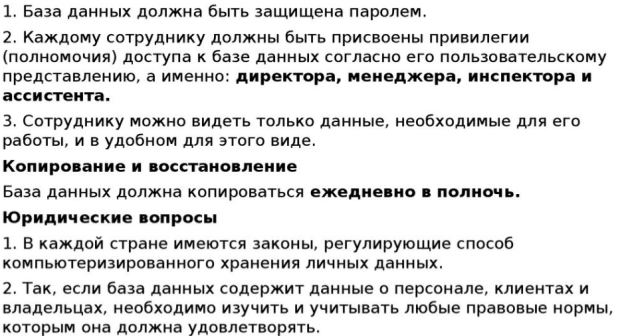 1. База данных должна быть защищена паролем.
2. Каждому сотруднику должны быть присвоены привилегии
(полномочия) доступа к базе данных согласно его пользовательскому
представлению, а именно: директора, менеджера, инспектора и
ассистента.
3. Сотруднику можно видеть только данные, необходимые для его
работы, и в удобном для этого виде.
Копирование и восстановление
База данных должна копироваться ежедневно в полночь.
Юридические вопросы
1. В каждой стране имеются законы, регулирующие способ
компьютеризированного хранения личных данных.
2. Так, если база данных содержит данные о персонале, клиентах и
владельцах, необходимо изучить и учитывать любые правовые нормы,
которым она должна удовлетворять.